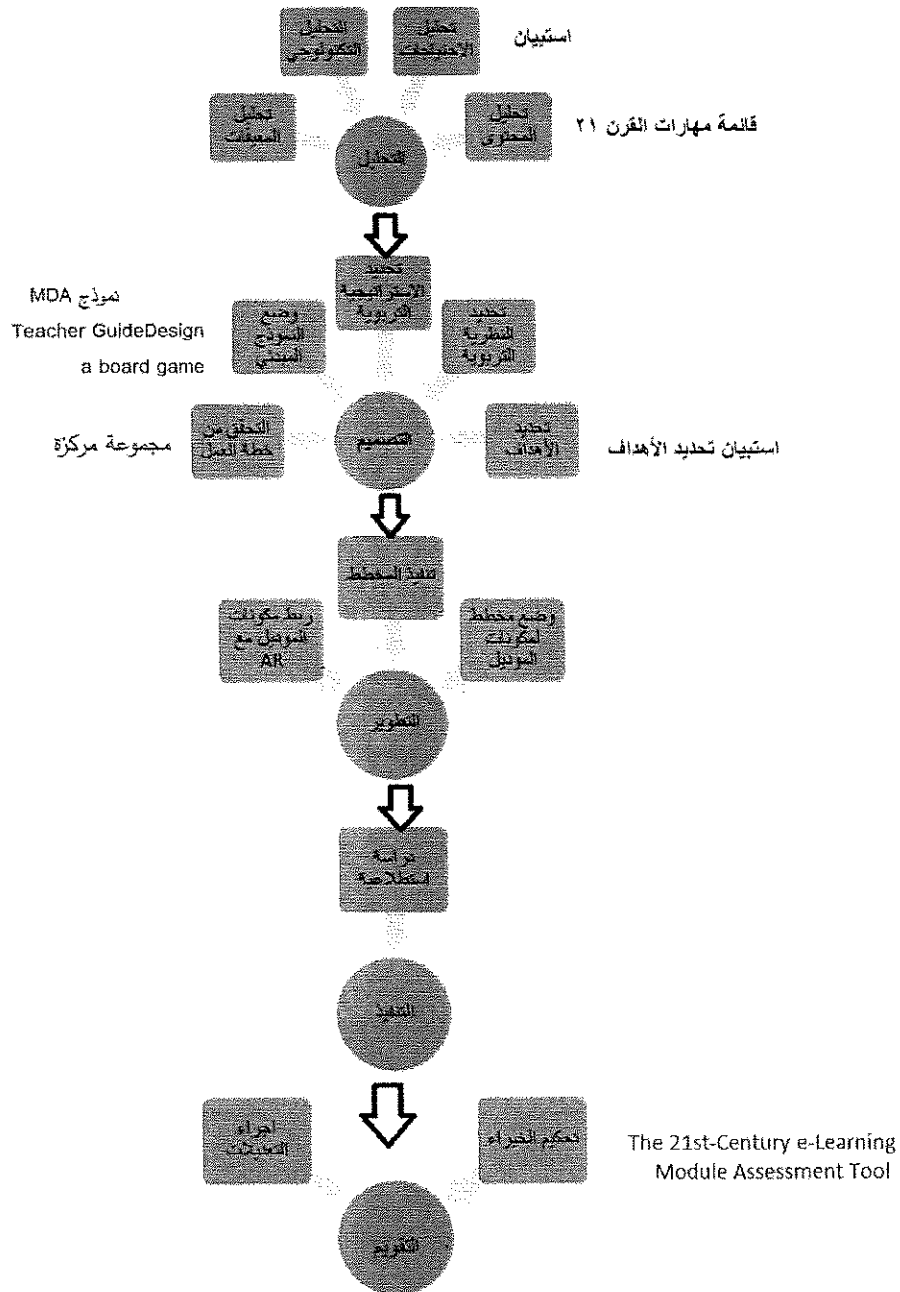 استبيان
تحليل
الاحتياجات
التحليل
التكنولوجي
قائمة مهارات القرن ٢١
تحليل
المحتوى
تحليل
المعيقات
التحليل
تحديد
الاستراتيجية
التربوية
تحديد
النظرية
التربوية
وضع
النموذج
المبدئي
نموذج MDA
Teacher GuideDesign
a board game
استبيان تحديد الأهداف
تحديد
الأهداف
التصميم
التحقق من
خطة العمل
مجموعة مركزة
تنفيذ المخطط
وضع مخطط
لمكونات
الموديل
ربط مكونات
الموديل مع
AR
التطوير
دراسة
استطلاعية
التنفيذ
The 21st-Century e-Learning
Module Assessment Tool
تحكيم الخبراء
اجراء
التعديلات
التقويم